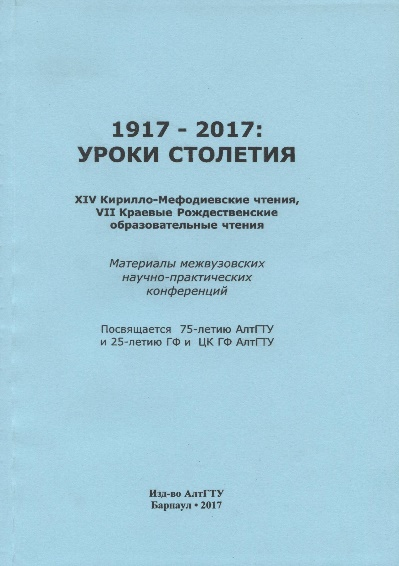 1917 - 2017:
УРОКИ СТОЛЕТИЯ
XIV Кирилло-Мефодиевские чтения,
VII Краевые Рождественские
образовательные чтения
Материалы межвузовских
научно-практических
конференций
Посвящается 75-летию АлтГТУ
и 25-летию ГФ и ЦК ГФ АлтГТУ
Изд-во АлтГТУ
Барнаул • 2017